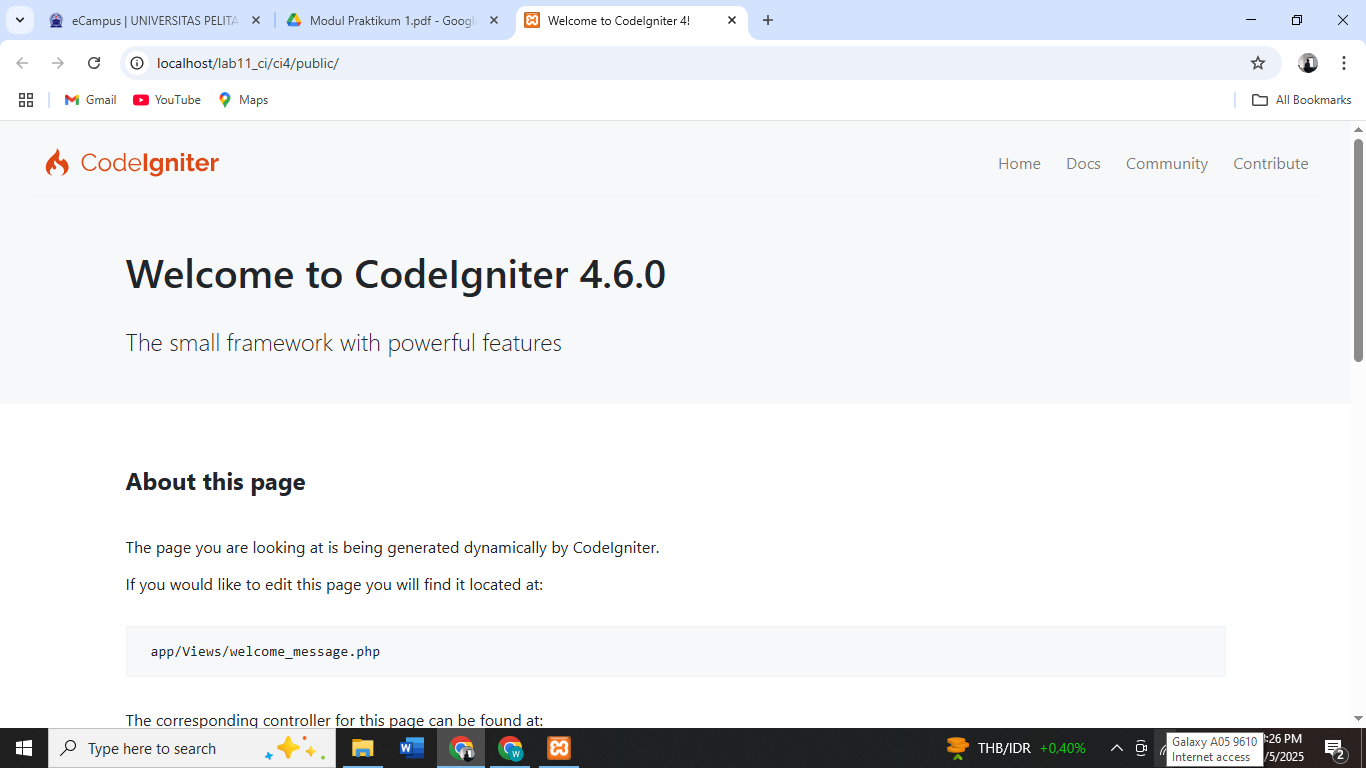 eCampus | UNIVERSITAS PELITA
Modul Praktikum 1.pdf - Google
Welcome to CodeIgniter 4!
localhost/lab11_ci/ci4/public/
Gmail
YouTube
Maps
All Bookmarks
CodeIgniter
Home
Docs
Community
Contribute
Welcome to CodeIgniter 4.6.0
The small framework with powerful features
About this page
The page you are looking at is being generated dynamically by CodeIgniter.
If you would like to edit this page you will find it located at:
app/Views/welcome_message.php
The corresponding controller for this page can be found at:
Type here to search
THB/IDR +0,40%
Galaxy A05 9610
Internet access
:26 PM
/5/2025
2